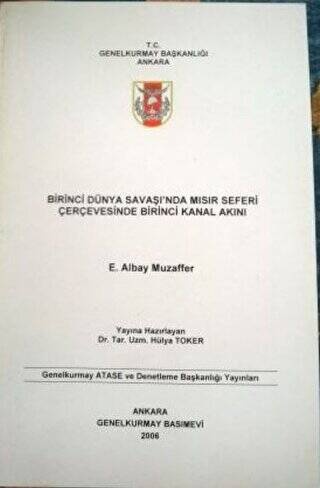 T.C.
GENELKURMAY BAŞKANLIĞI
ANKARA
BİRİNCİ DÜNYA SAVAŞI'NDA MISIR SEFERİ
ÇERÇEVESİNDE BİRİNCİ KANAL AKINI
E. Albay Muzaffer
Yayına Hazırlayan
Dr. Tar. Uzm. Hülya TOKER
Genelkurmay ATASE ve Denetleme Başkanlığı Yayınları
ANKARA
GENELKURMAY BASIMEVİ
2006